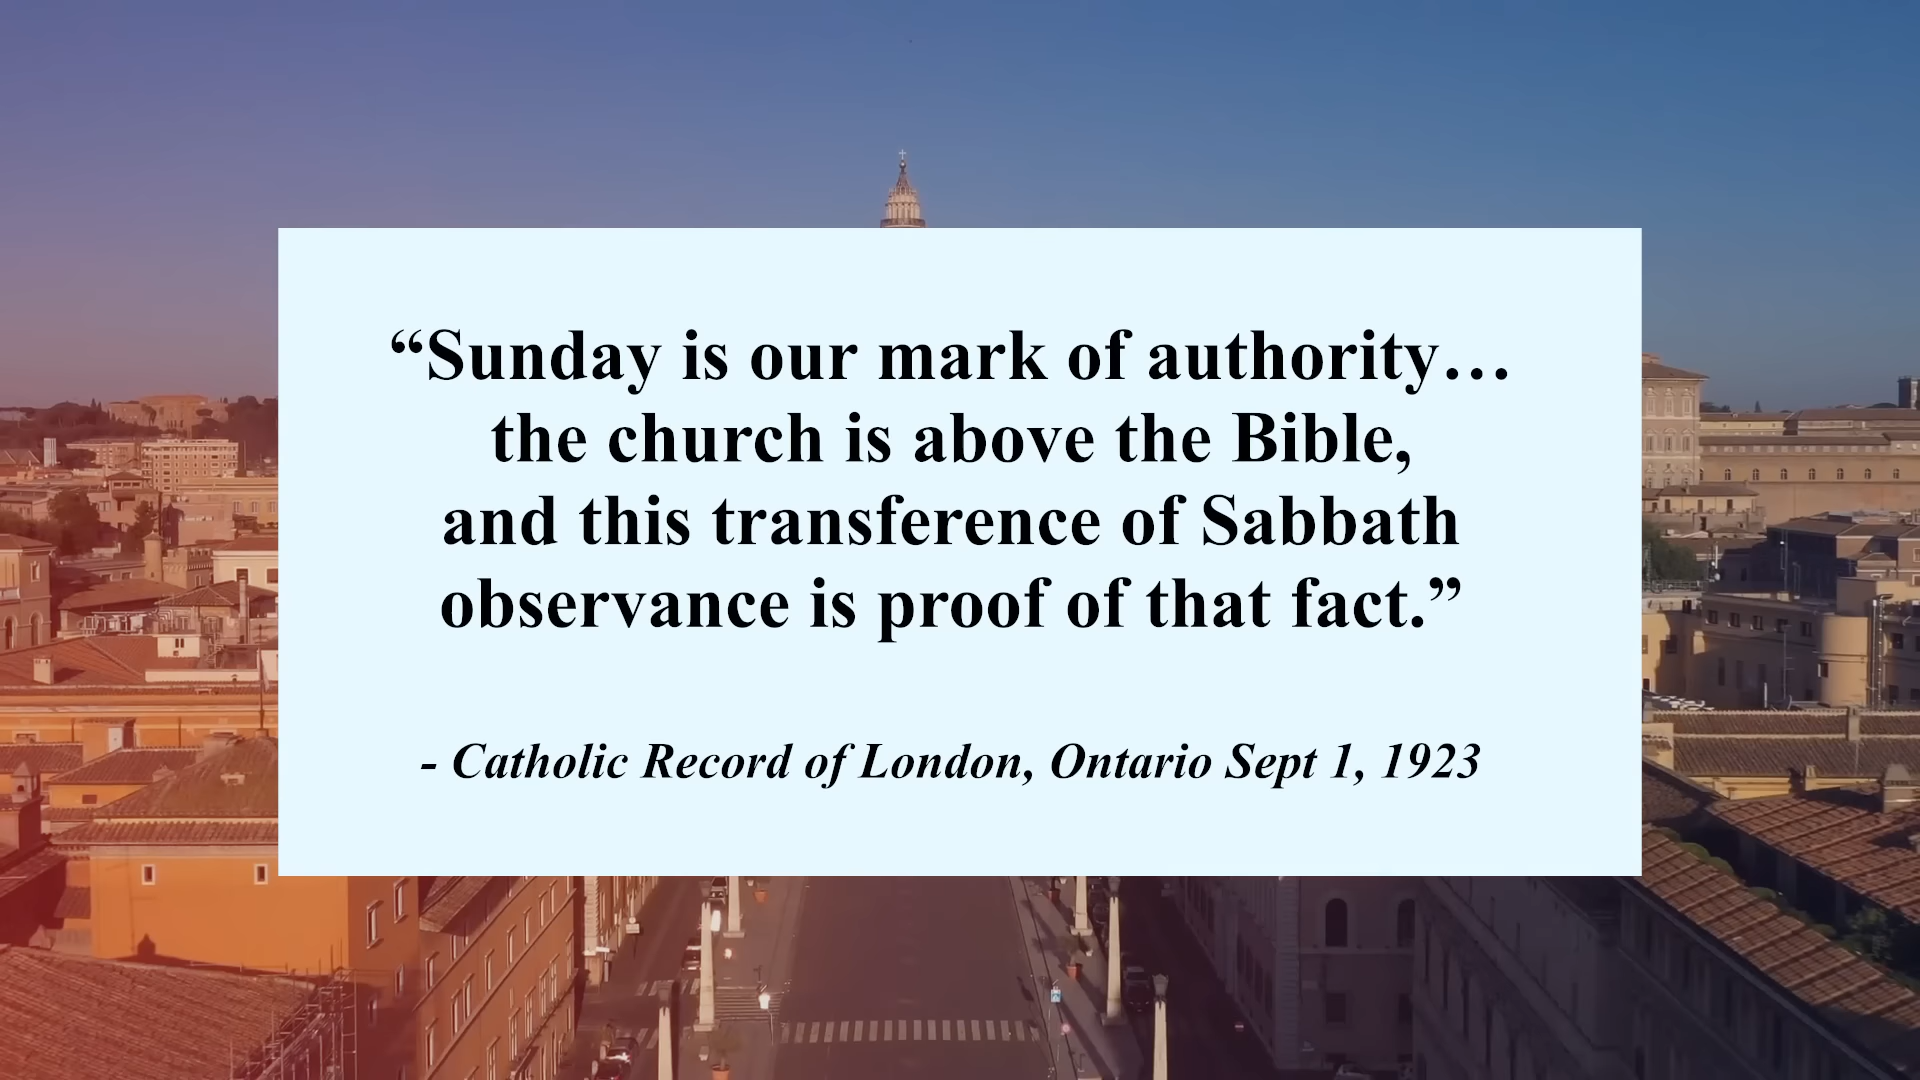 “Sunday is our mark of authority…
the church is above the Bible,
and this transference of Sabbath
observance is proof of that fact.”
- Catholic Record of London, Ontario Sept 1, 1923